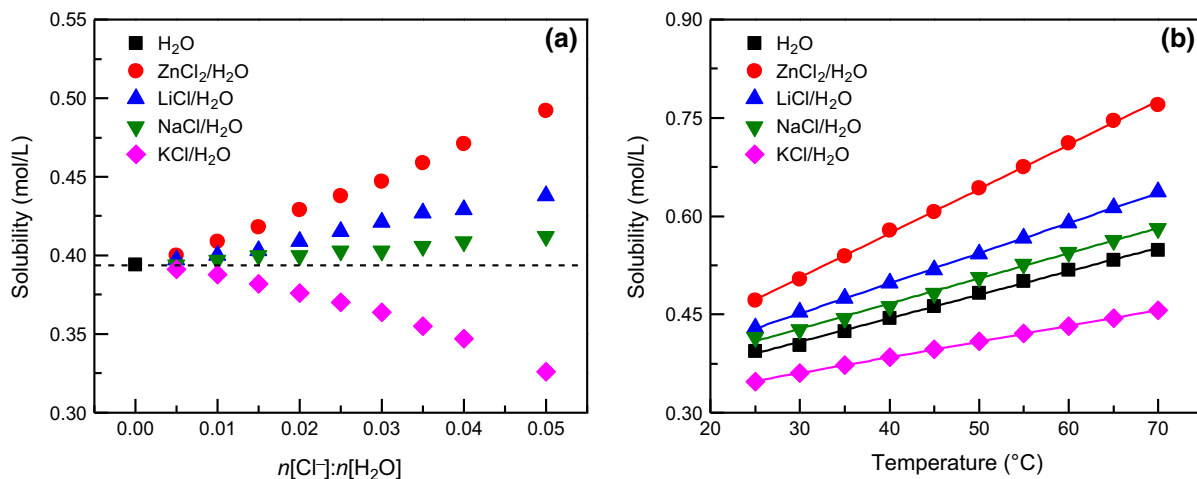 0.55
0.50
0.45
0.40
0.35
0.30
Solubility (mol/L)
(a)
H₂O
ZnCl₂/H₂O
LiCl/H₂O
NaCl/H₂O
KCl/H₂O
0.00 0.01 0.02 0.03 0.04 0.05
n[Cl⁻]:n[H₂O]
0.90
0.75
0.60
0.45
0.30
Solubility (mol/L)
(b)
H₂O
ZnCl₂/H₂O
LiCl/H₂O
NaCl/H₂O
KCl/H₂O
20 30 40 50 60 70
Temperature (°C)